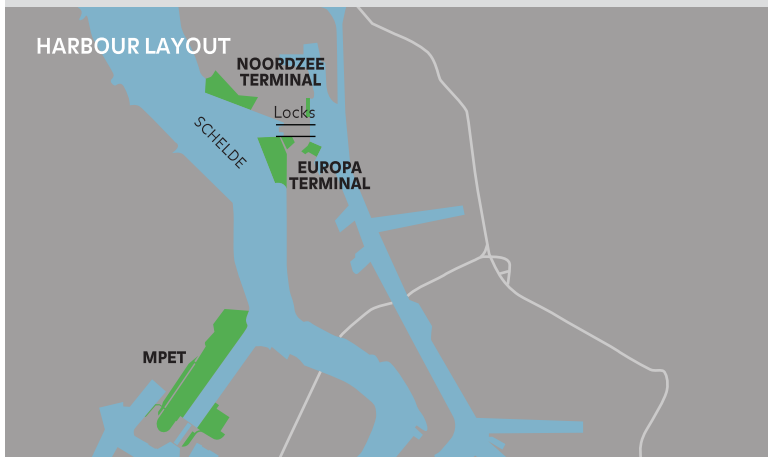 HARBOUR LAYOUT
NOORDZEE
TERMINAL
Locks
SCHELDE
EUROPA
TERMINAL
MPET